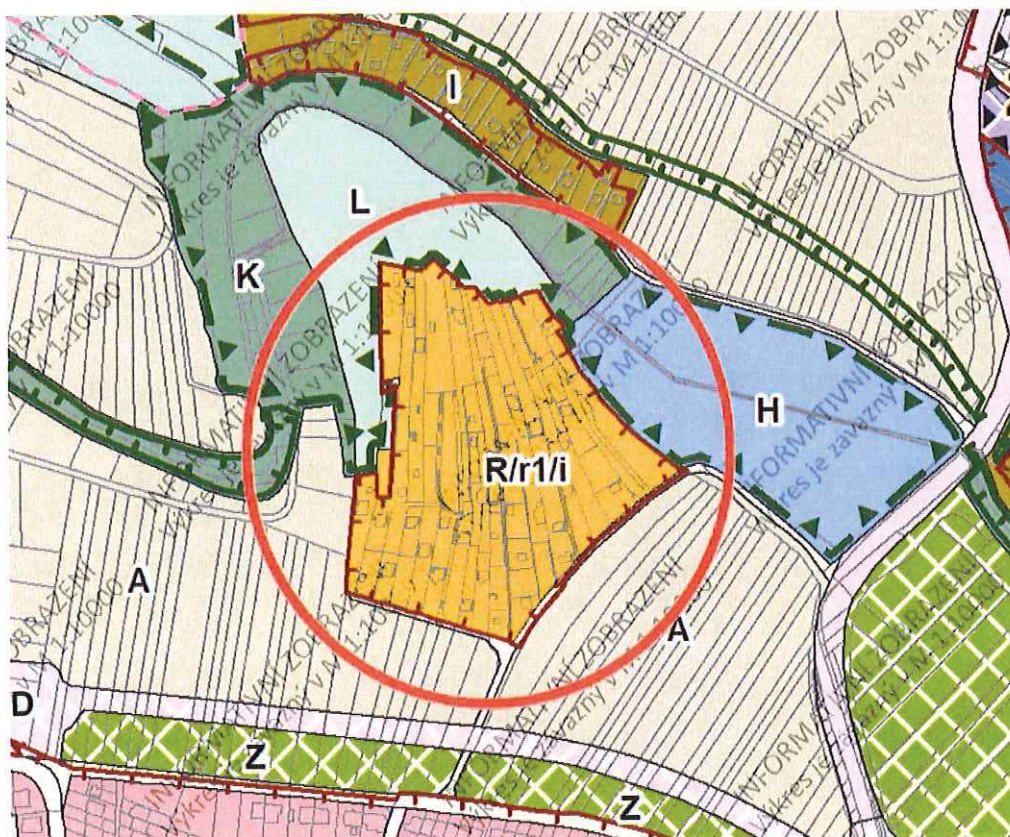 INFORMATIVNÍ ZOBRAZENÍ
Výkres je závazný v M 1:10000
I
L
K
H
R/r1/i
A
A
D
Z
Z